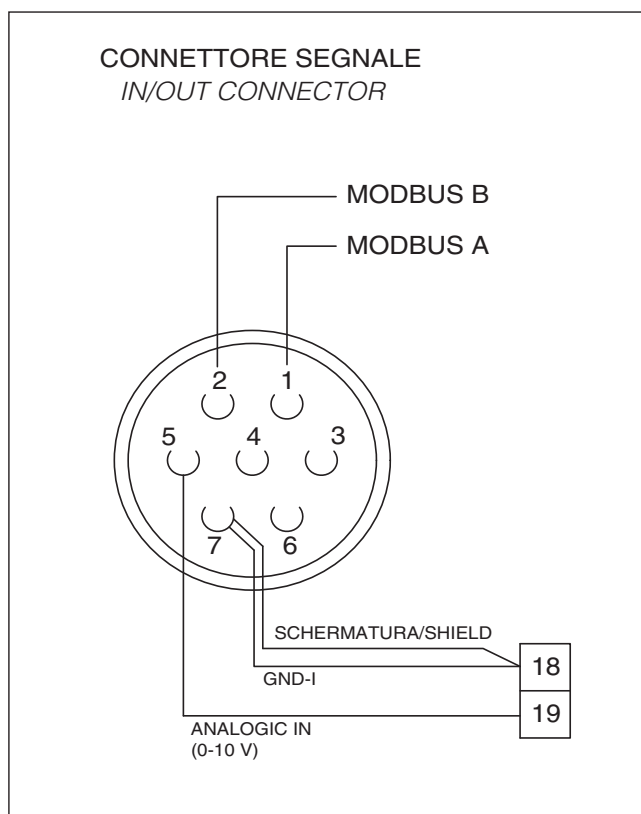 CONNETTORE SEGNALE
IN/OUT CONNECTOR
MODBUS B
MODBUS A
2 1
5 4 3
7 6
SCHERMATURA/SHIELD
18
GND-I
19
ANALOGIC IN
(0-10 V)